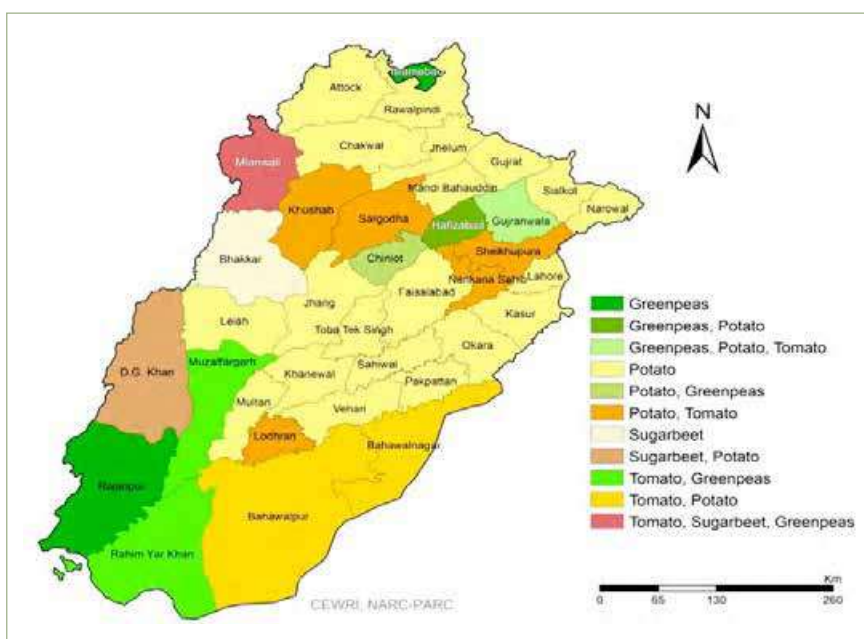 Islamabad
Attock
Rawalpindi
N
Chakwal
Jhelum
Gujrat
Mianwali
Mandi Bahauddin
Sialkot
Narowal
Khushab
Sargodha
Hafizabad
Gujranwala
Sheikhupura
Bhakkar
Chiniot
Nankana Sahib
Lahore
Faisalabad
Jhang
Kasur
Leiah
Toba Tek Singh
Okara
Muzaffargarh
D.G. Khan
Khanewal
Sahiwal
Pakpattan
Multan
Vehari
Lodhran
Bahawalnagar
Rajanpur
Bahawalpur
Rahim Yar Khan
Greenpeas
Greenpeas, Potato
Greenpeas, Potato, Tomato
Potato
Potato, Greenpeas
Potato, Tomato
Sugarbeet
Sugarbeet, Potato
Tomato, Greenpeas
Tomato, Potato
Tomato, Sugarbeet, Greenpeas
CEWRI, NARC-PARC
Km
0 65 130 260